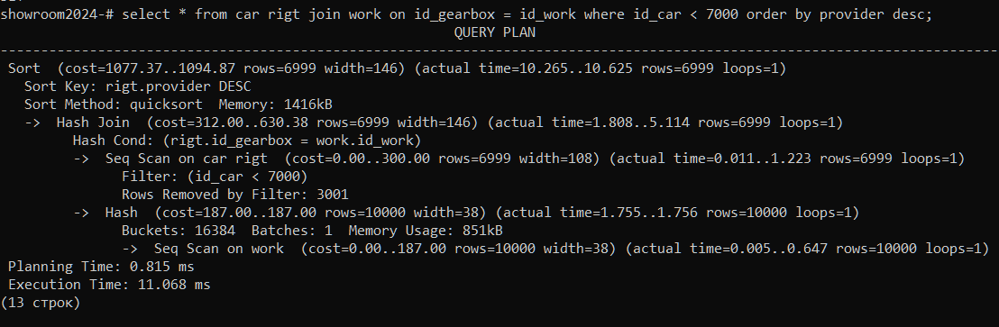 showroom2024-# select * from car rigt join work on id_gearbox = id_work where id_car < 7000 order by provider desc;
QUERY PLAN
--------------------------------------------------------------------------------------------------------------------------
Sort  (cost=1077.37..1094.87 rows=6999 width=146) (actual time=10.265..10.625 rows=6999 loops=1)
  Sort Key: rigt.provider DESC
  Sort Method: quicksort  Memory: 1416kB
  ->  Hash Join  (cost=312.00..630.38 rows=6999 width=146) (actual time=1.808..5.114 rows=6999 loops=1)
        Hash Cond: (rigt.id_gearbox = work.id_work)
        ->  Seq Scan on car rigt  (cost=0.00..300.00 rows=6999 width=108) (actual time=0.011..1.223 rows=6999 loops=1)
              Filter: (id_car < 7000)
              Rows Removed by Filter: 3001
        ->  Hash  (cost=187.00..187.00 rows=10000 width=38) (actual time=1.755..1.756 rows=10000 loops=1)
              Buckets: 16384  Batches: 1  Memory Usage: 851kB
              ->  Seq Scan on work  (cost=0.00..187.00 rows=10000 width=38) (actual time=0.005..0.647 rows=10000 loops=1)
Planning Time: 0.815 ms
Execution Time: 11.068 ms
(13 строк)